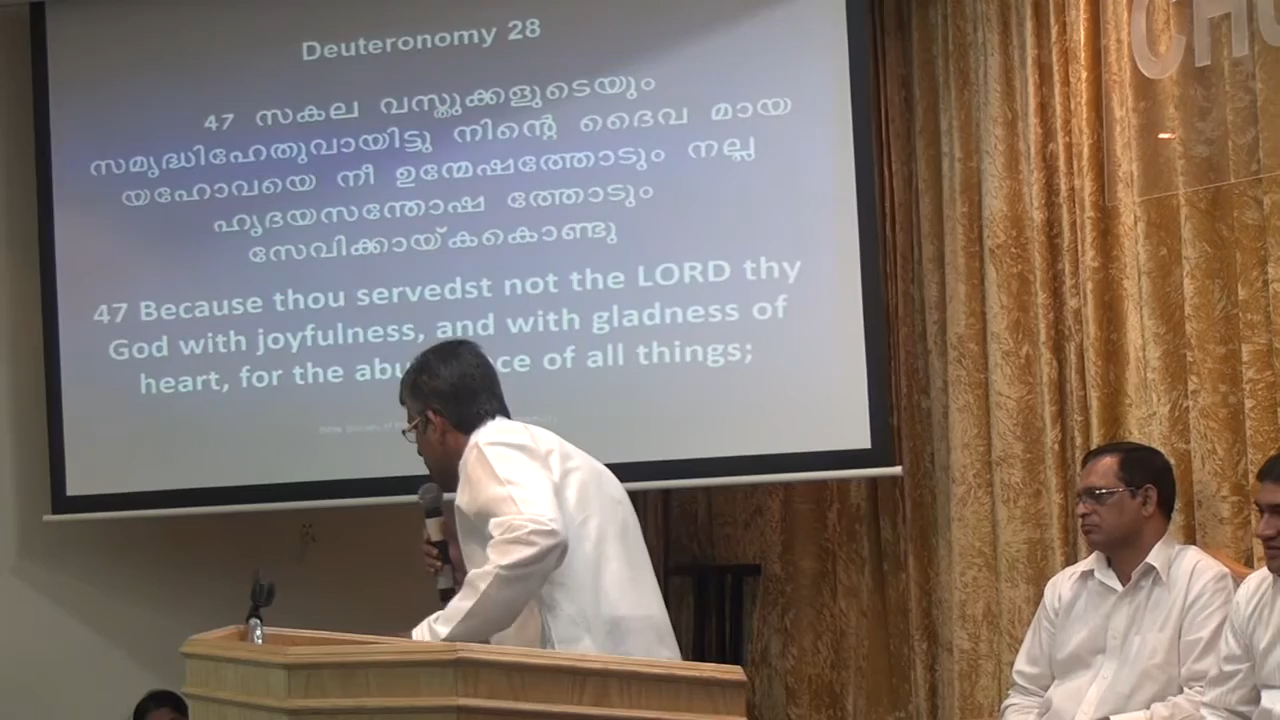 Deuteronomy 28
47 സകല വസ്തുക്കളുടെയും
സമൃദ്ധിഹേതുവായിട്ടു നിന്റെ ദൈവ മായ
യഹോവയെ നീ ഉന്മേഷത്തോടും നല്ല
ഹൃദയസന്തോഷ ത്തോടും
സേവിക്കായ്കകൊണ്ടു
47 Because thou servedst not the LORD thy
God with joyfulness, and with gladness of
heart, for the of all things;